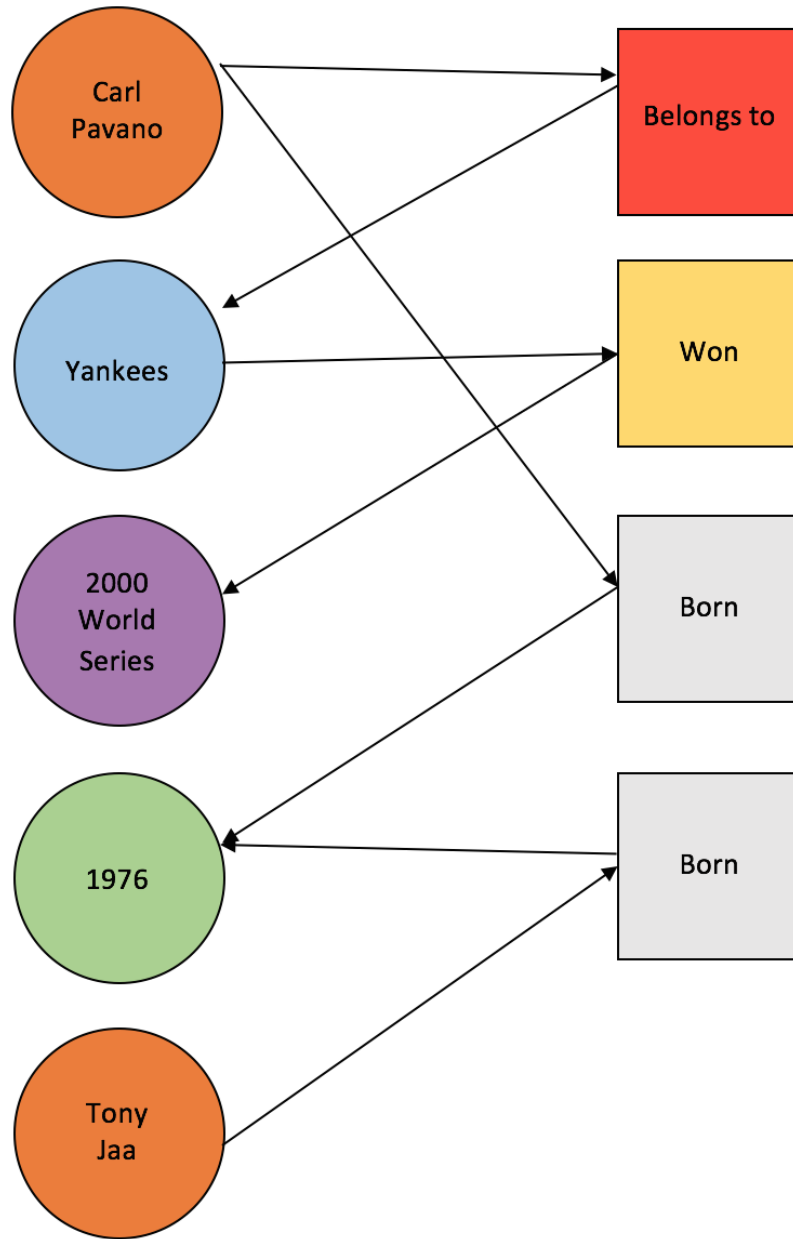 Carl
Pavano
Belongs to
Yankees
Won
2000
World
Series
Born
1976
Born
Tony
Jaa